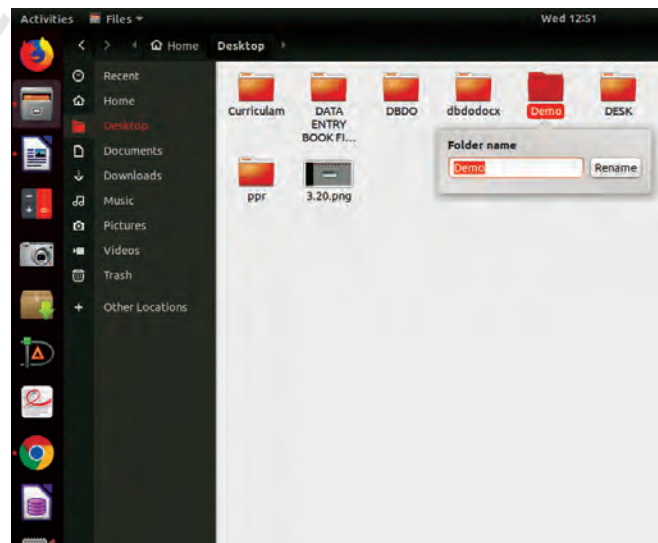 Activities Files Wed 12:51
Home Desktop
Recent
Home
Desktop
Documents
Downloads
Music
Pictures
Videos
Trash
Other Locations
Curriculam DATA DBDO dbdodocx Demo DESK
ENTRY
BOOK FI...
Folder name
Demo Rename
ppr 3.20.png